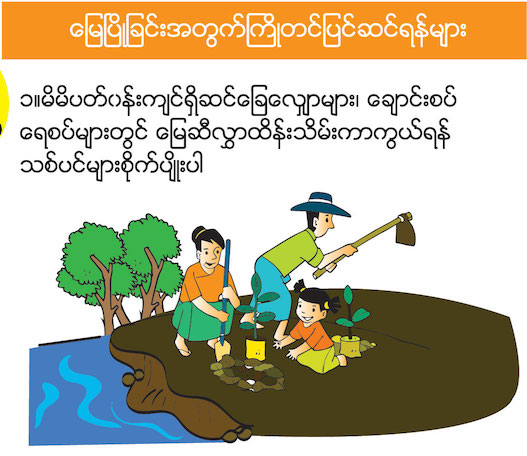 မြေပြိုခြင်းအတွက်ကြိုတင်ပြင်ဆင်ရန်များ
၁။မိမိပတ်ဝန်းကျင်ရှိဆင်ခြေလျှောများ၊ ချောင်းစပ်
ရေစပ်များတွင် မြေဆီလွှာထိန်းသိမ်းကာကွယ်ရန်
သစ်ပင်များစိုက်ပျိုးပါ